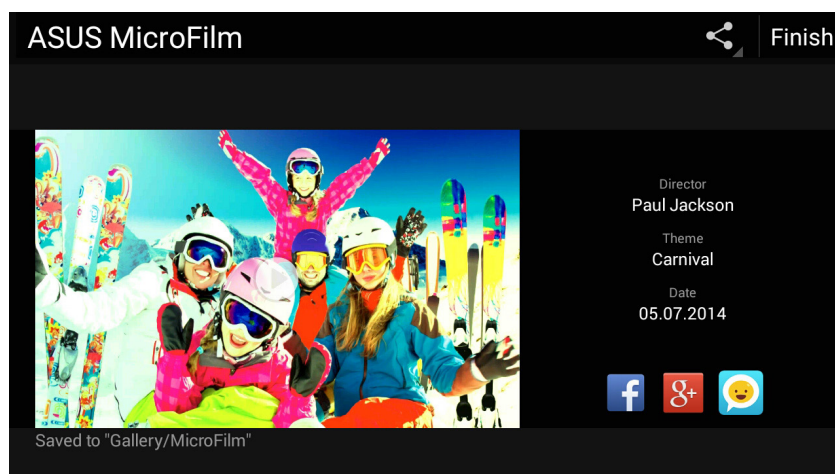 ASUS MicroFilm
Finish
Director
Paul Jackson
Theme
Carnival
Date
05.07.2014
f
g+
Saved to "Gallery/MicroFilm"